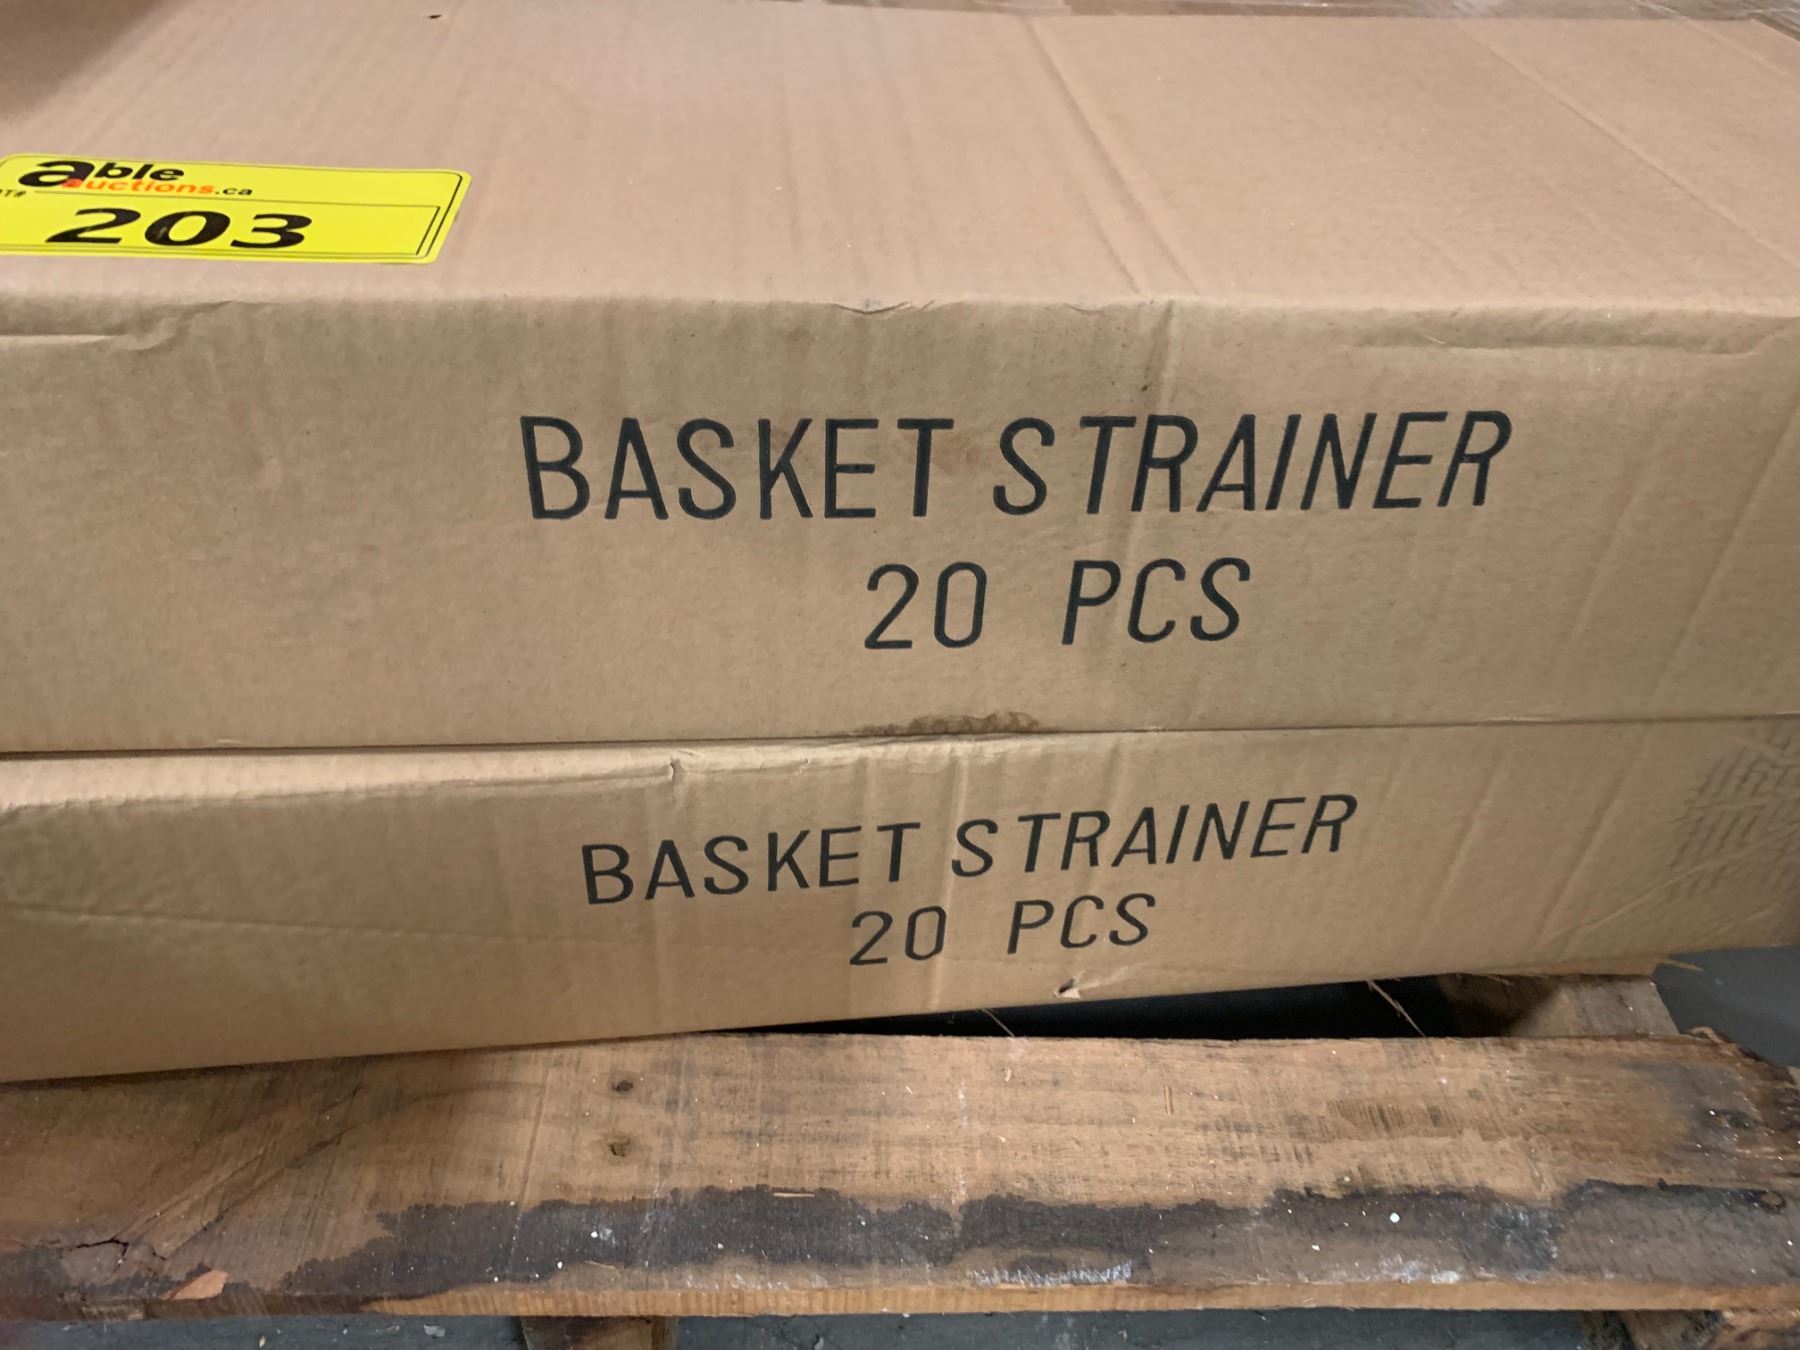 able
auctions.ca
203
BASKET STRAINER
20 PCS
BASKET STRAINER
20 PCS